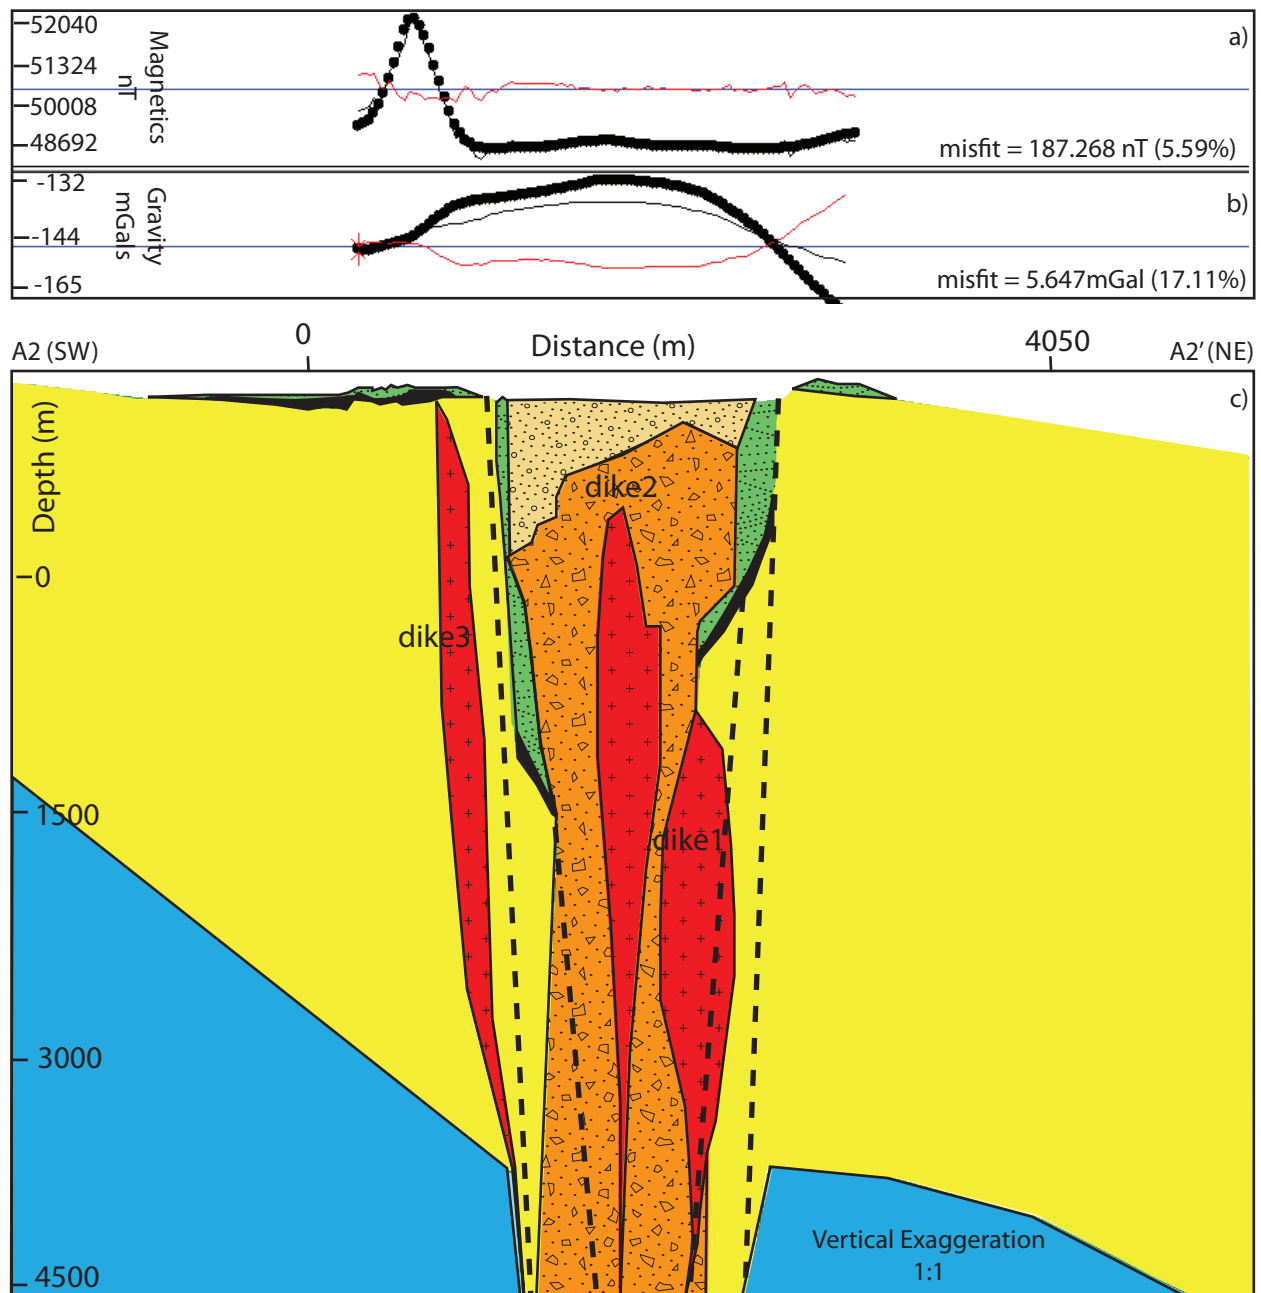 52040
51324
50008
48692
Magnetics
nT
a)
misfit = 187.268 nT (5.59%)
-132
-144
-165
Gravity
mGals
b)
misfit = 5.647mGal (17.11%)
0
4050
A2 (SW)
Distance (m)
A2' (NE)
c)
Depth (m)
dike2
0
dike3
1500
dike1
3000
Vertical Exaggeration
1:1
4500